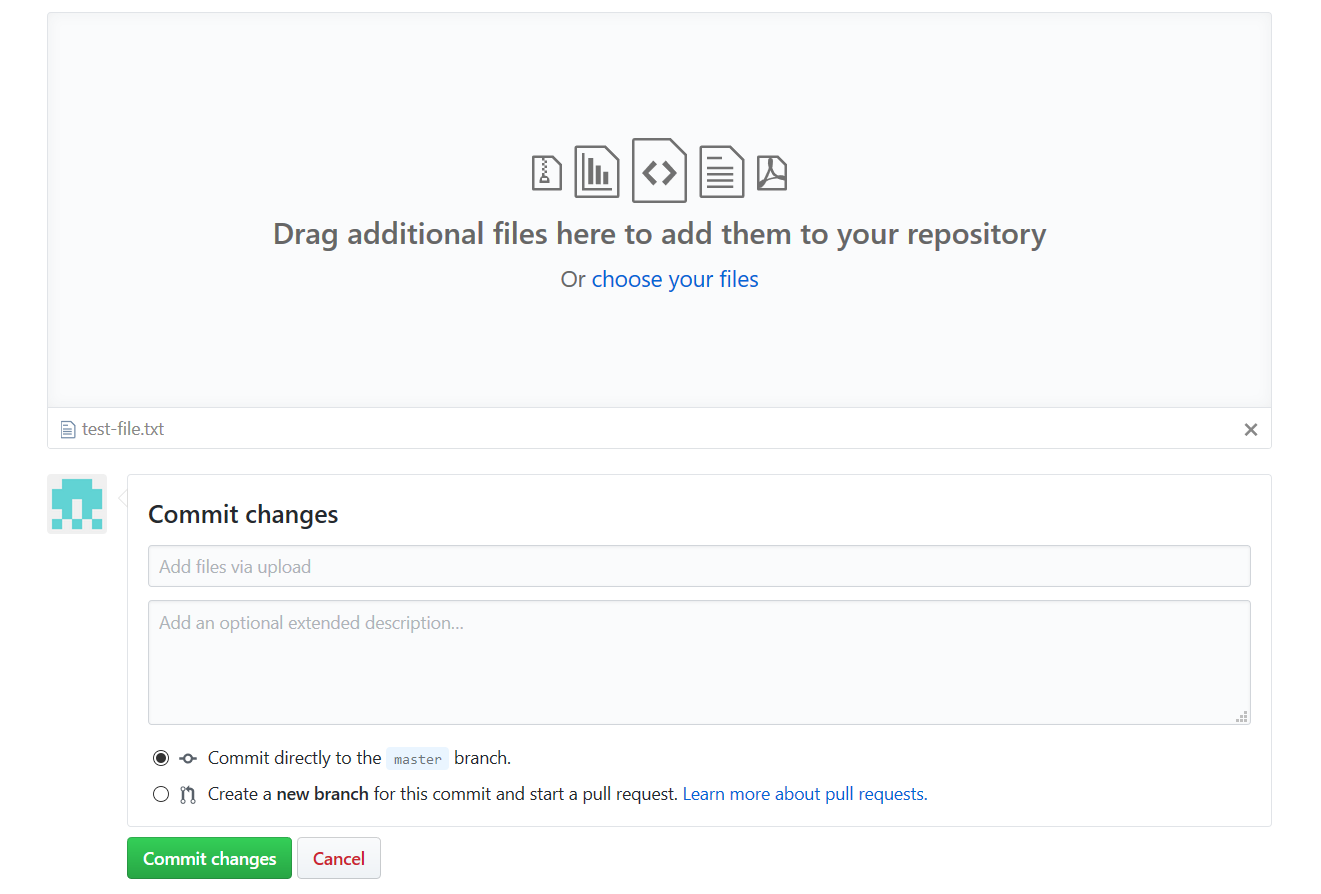 Drag additional files here to add them to your repository
Or choose your files
test-file.txt
Commit changes
Add files via upload
Add an optional extended description...
Commit directly to the master branch.
Create a new branch for this commit and start a pull request. Learn more about pull requests.
Commit changes
Cancel